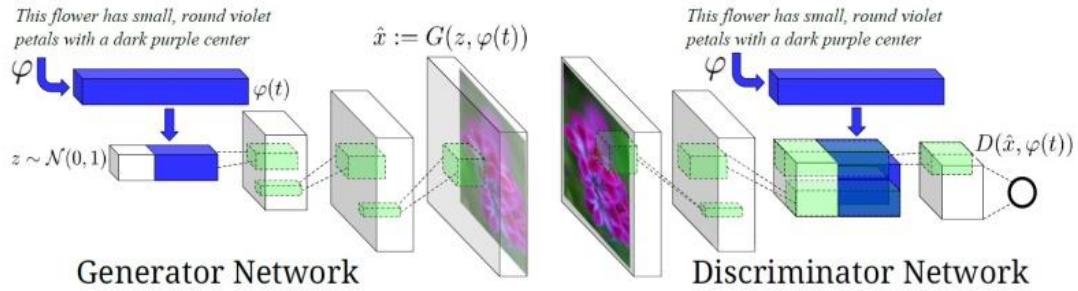 This flower has small, round violet
petals with a dark purple center
φ
φ(t)
z ∼ 𝒩(0, 1)
x̂ := G(z, φ(t))
Generator Network
This flower has small, round violet
petals with a dark purple center
φ
D(x̂, φ(t))
Discriminator Network